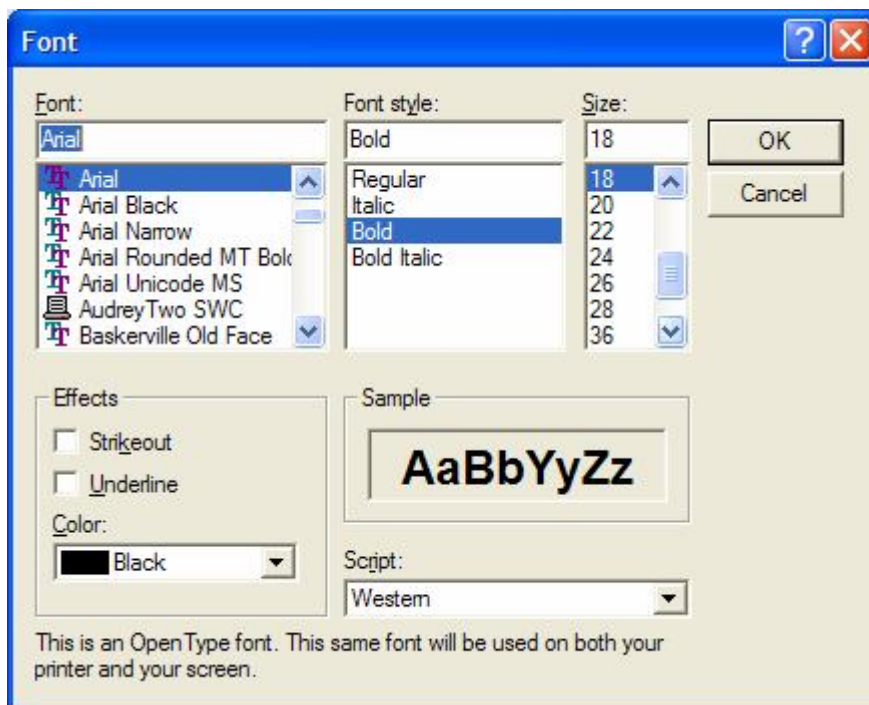 Font
Font:
Font style:
Size:
Arial
Bold
18
OK
Cancel
Arial
Arial Black
Arial Narrow
Arial Rounded MT Bold
Arial Unicode MS
AudreyTwo SWC
Baskerville Old Face
Regular
Italic
Bold
Bold Italic
18
20
22
24
26
28
36
Effects
Strikeout
Underline
Color:
Black
Sample
AaBbYyZz
Script:
Western
This is an OpenType font. This same font will be used on both your
printer and your screen.